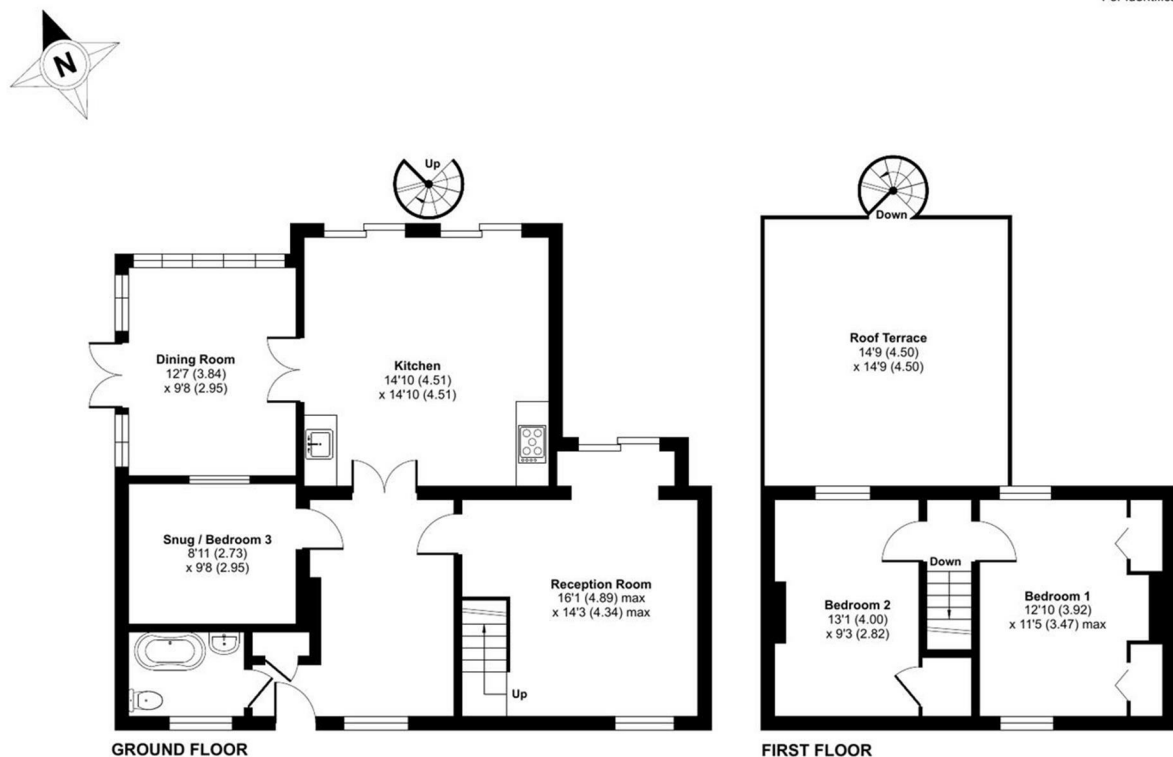 N
Up
Down
Dining Room
12'7 (3.84)
x 9'8 (2.95)
Kitchen
14'10 (4.51)
x 14'10 (4.51)
Roof Terrace
14'9 (4.50)
x 14'9 (4.50)
Snug / Bedroom 3
8'11 (2.73)
x 9'8 (2.95)
Reception Room
16'1 (4.89) max
x 14'3 (4.34) max
Up
Bedroom 2
13'1 (4.00)
x 9'3 (2.82)
Down
Bedroom 1
12'10 (3.92)
x 11'5 (3.47) max
GROUND FLOOR
FIRST FLOOR